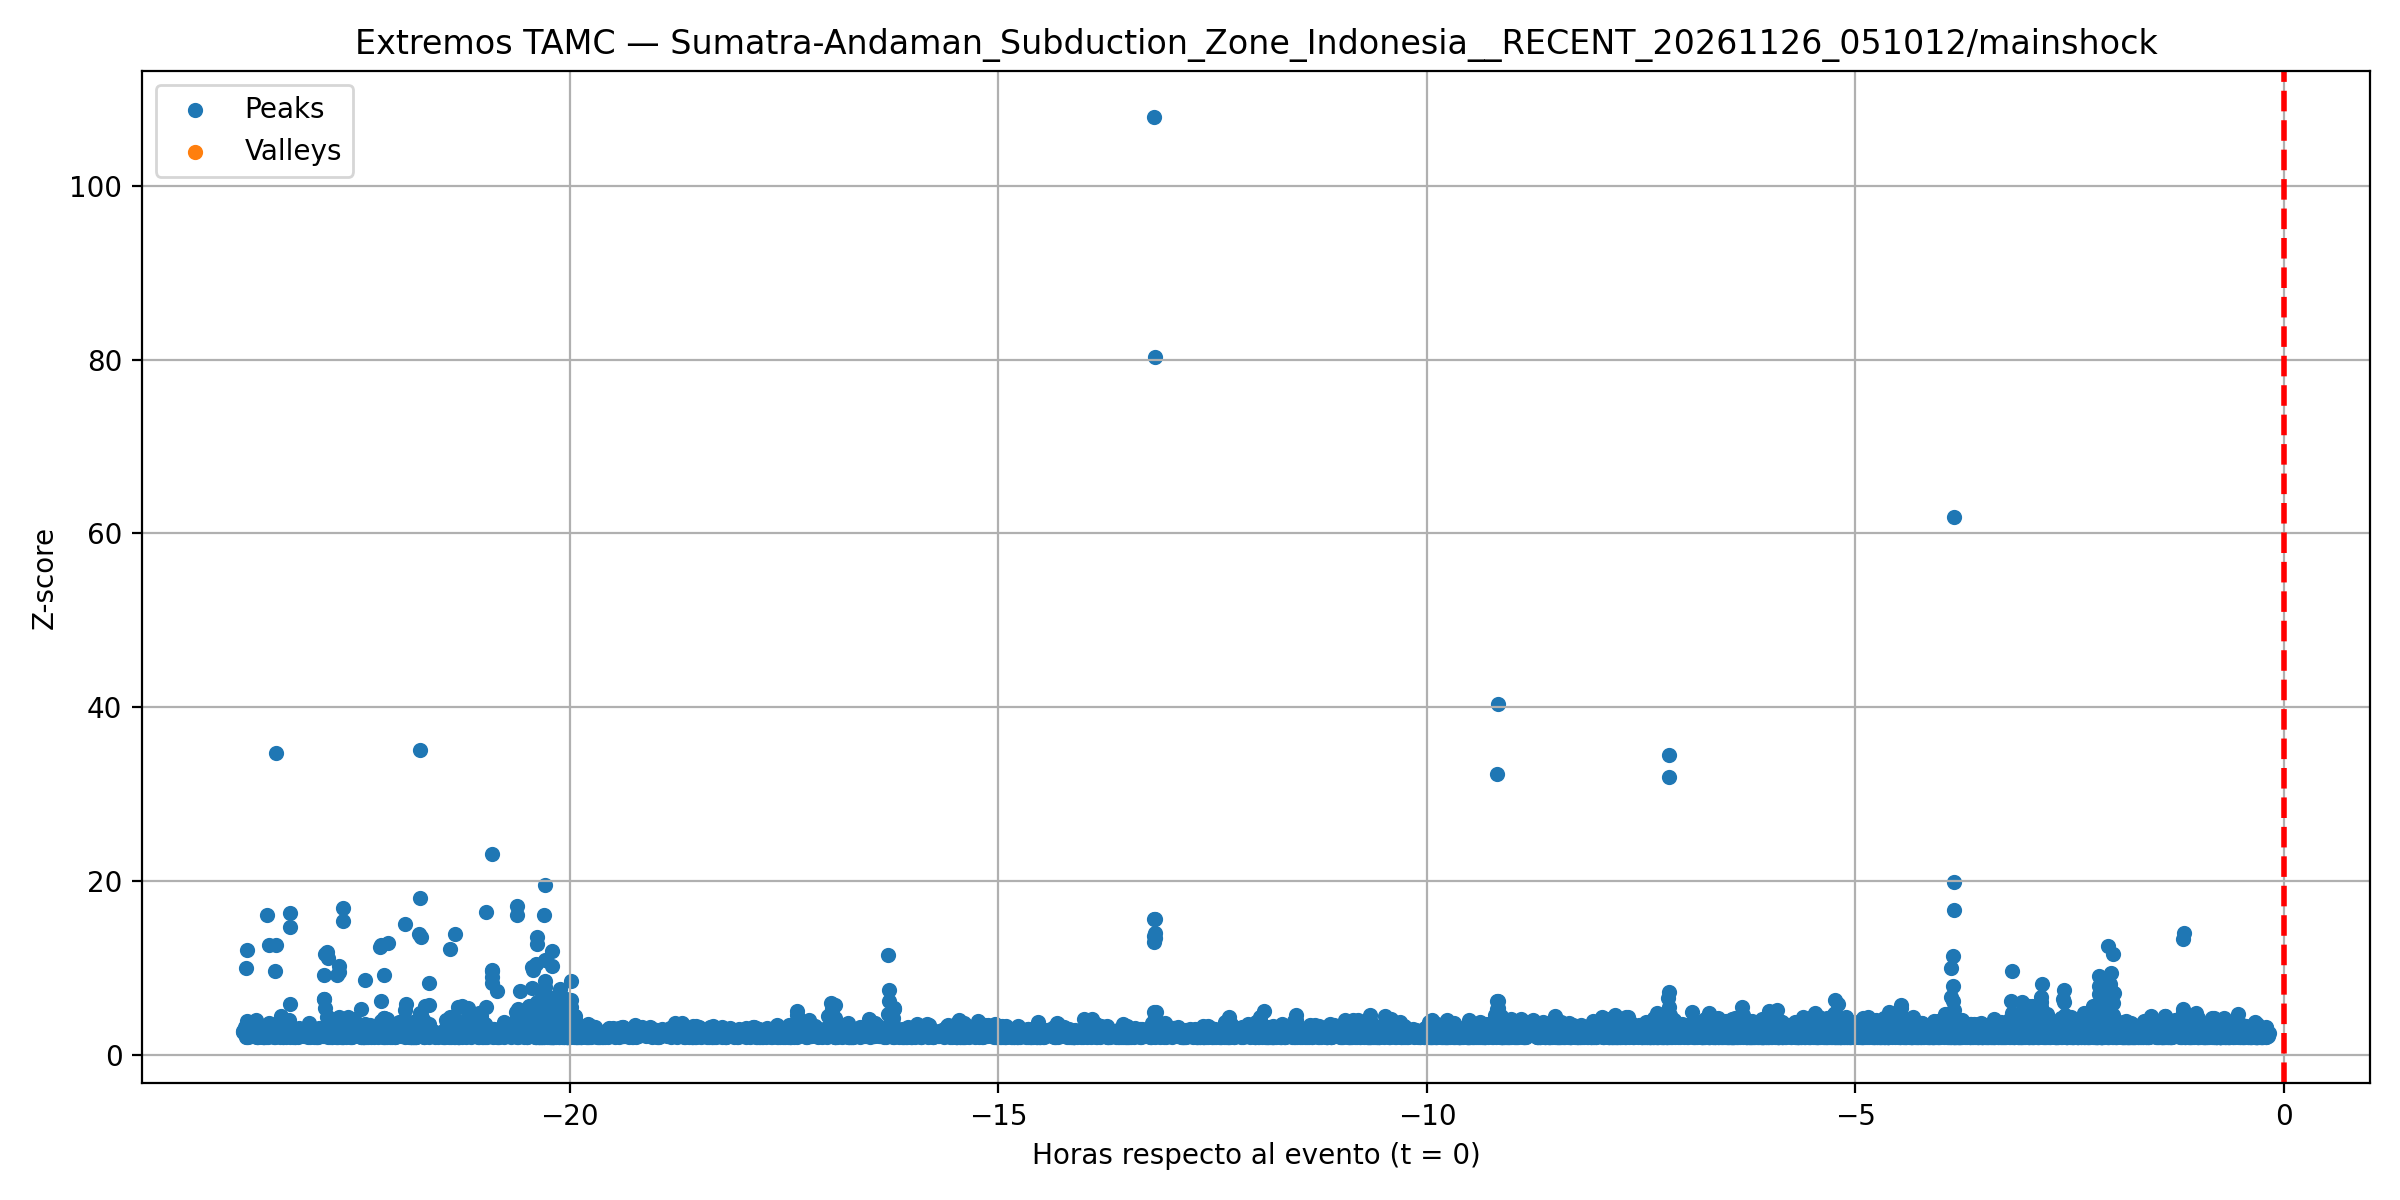 Extremos TAMC — Sumatra-Andaman_Subduction_Zone_Indonesia__RECENT_20261126_051012/mainshock
Peaks
Valleys
100
80
60
40
20
0
Z-score
−20
−15
−10
−5
0
Horas respecto al evento (t = 0)